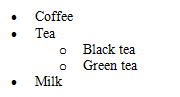 • Coffee
• Tea
o Black tea
o Green tea
• Milk